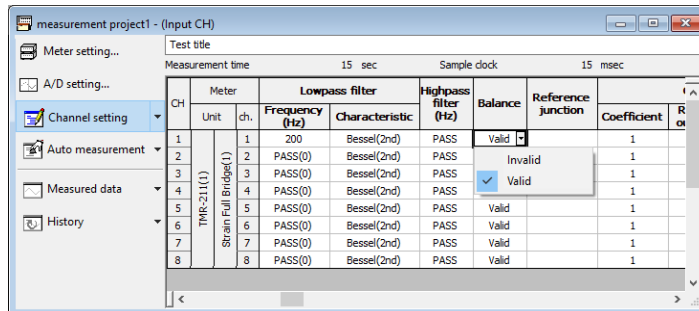 measurement project1 - (Input CH)
Meter setting...
A/D setting...
Channel setting
Auto measurement
Measured data
History
Test title
Measurement time 15 sec Sample clock 15 msec
CH Meter Lowpass filter Highpass filter (Hz) Balance Reference junction
Unit ch. Frequency (Hz) Characteristic Coefficient
TMR-211(1)
Strain Full Bridge(1)
1 1 200 Bessel(2nd) PASS Valid 1
2 2 PASS(0) Bessel(2nd) PASS 1
3 3 PASS(0) Bessel(2nd) PASS 1
4 4 PASS(0) Bessel(2nd) PASS 1
5 5 PASS(0) Bessel(2nd) PASS Valid 1
6 6 PASS(0) Bessel(2nd) PASS Valid 1
7 7 PASS(0) Bessel(2nd) PASS Valid 1
8 8 PASS(0) Bessel(2nd) PASS Valid 1
Invalid
Valid